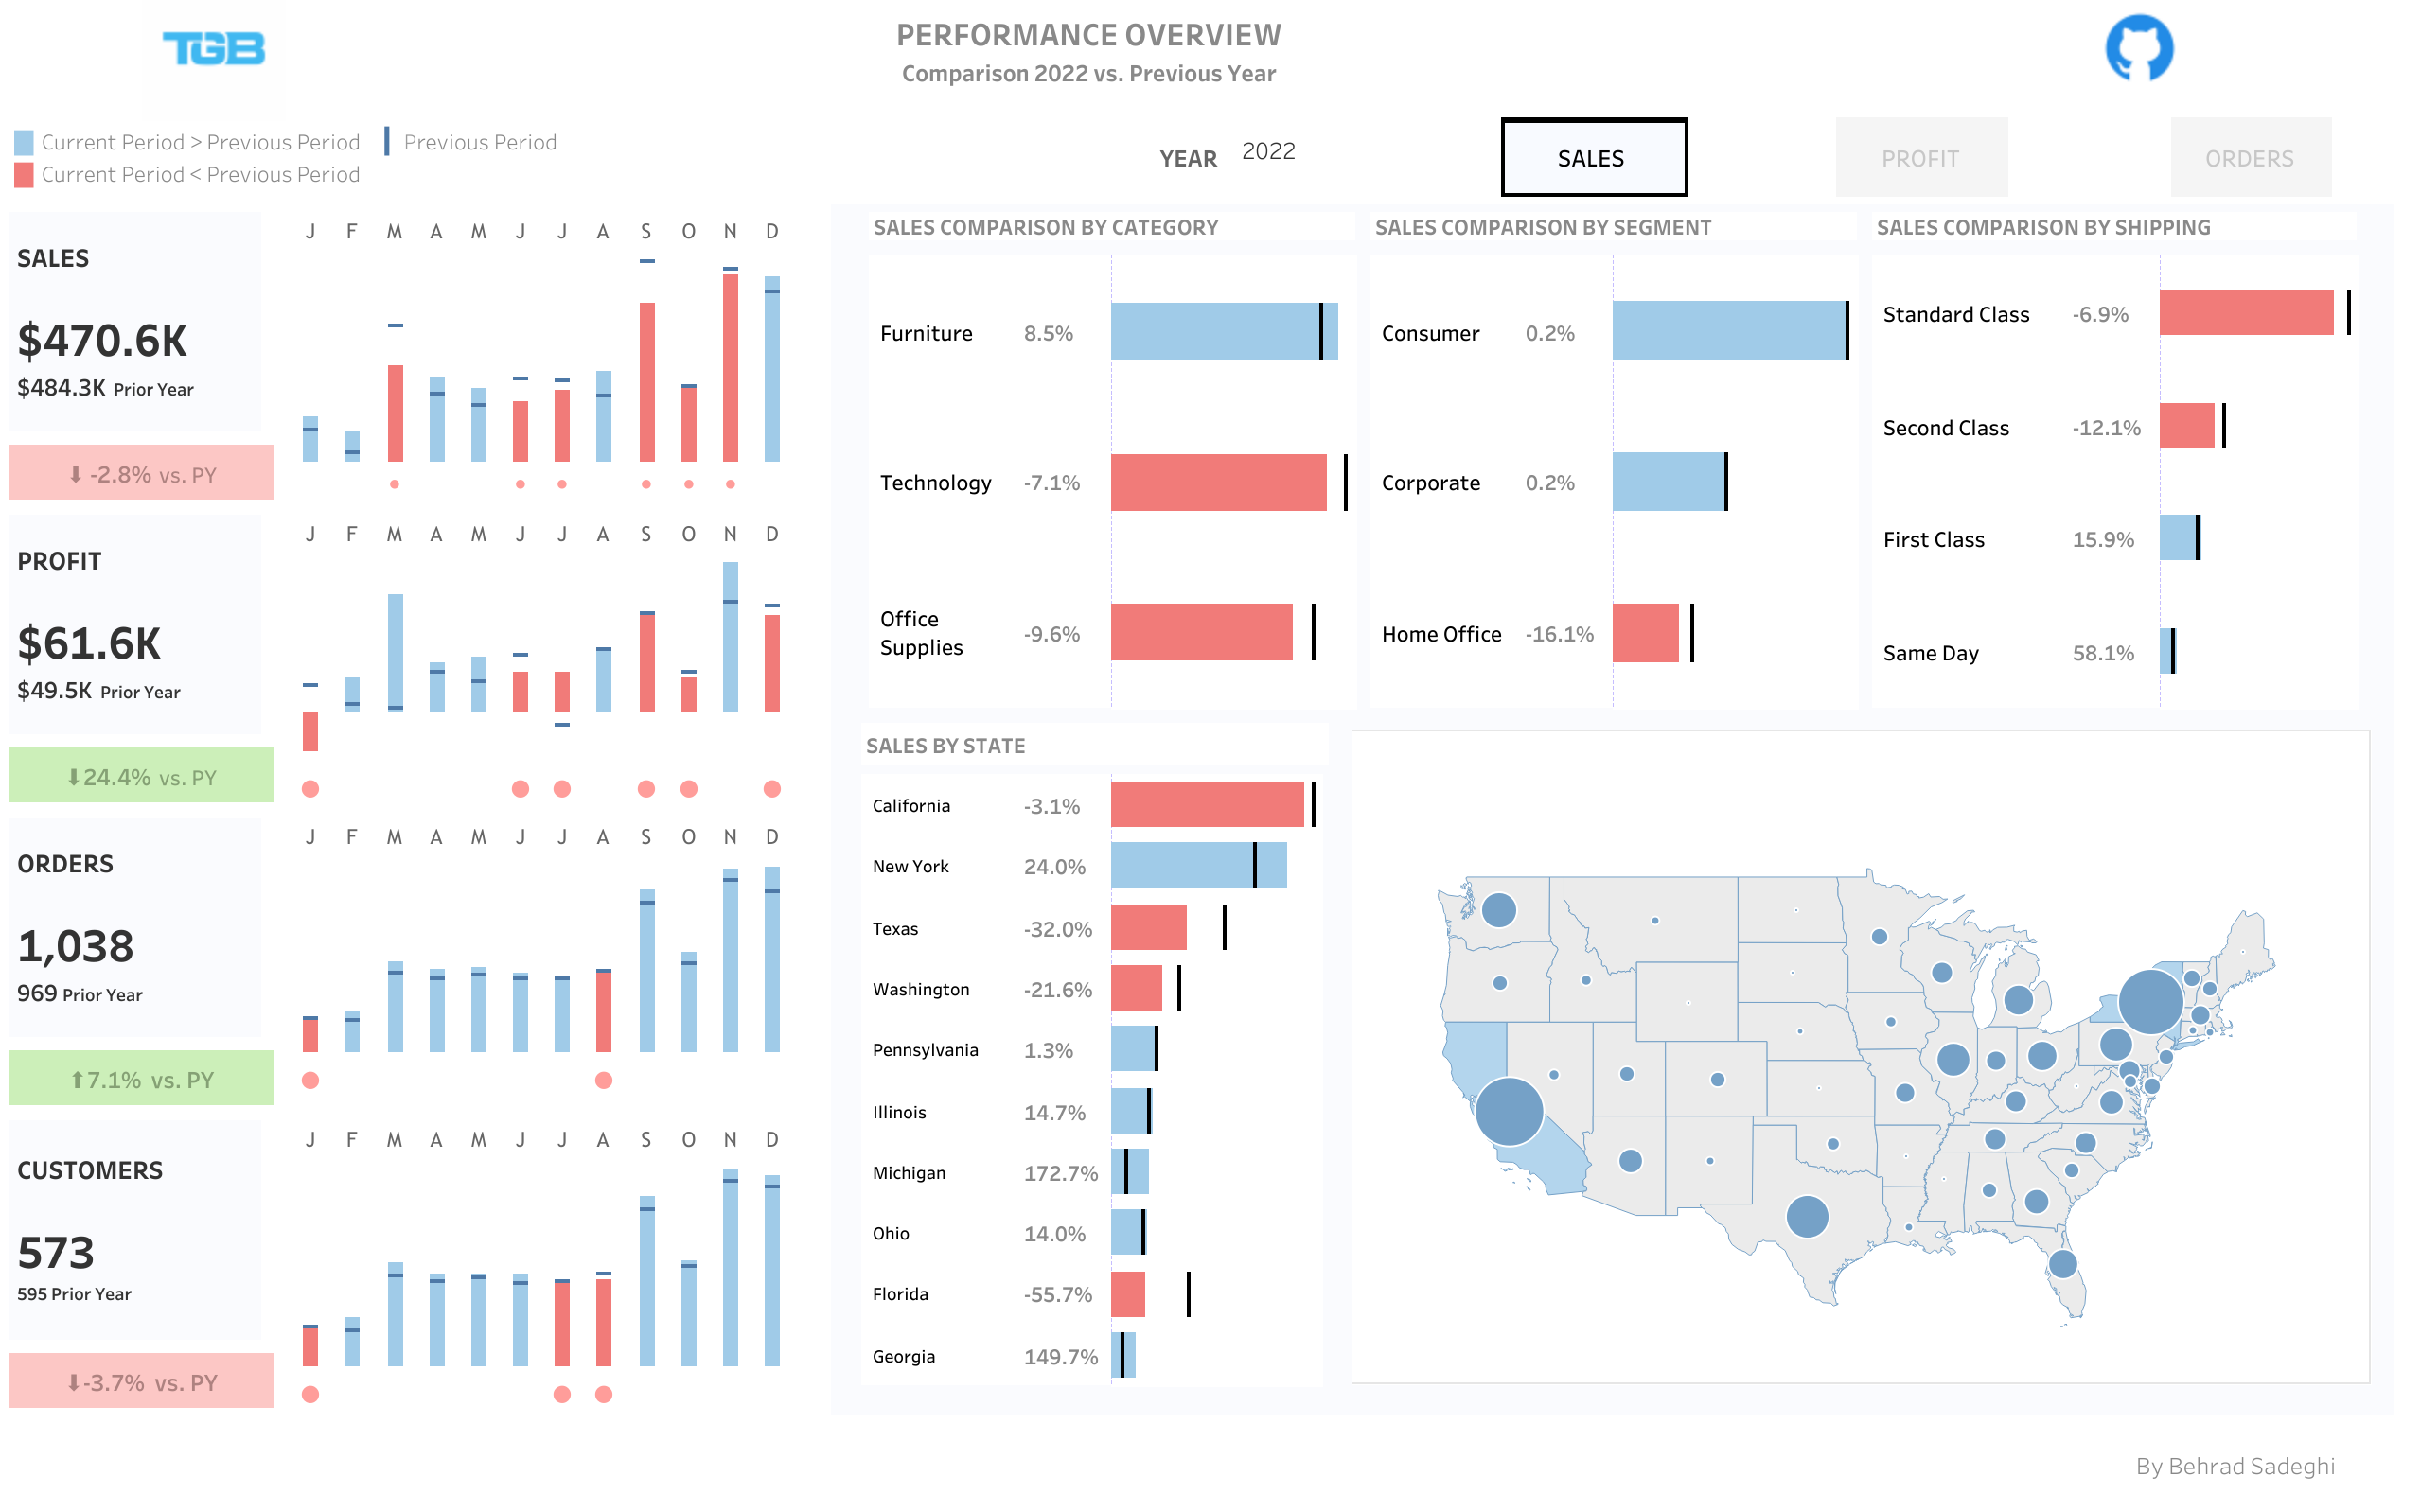 TGB
PERFORMANCE OVERVIEW
Comparison 2022 vs. Previous Year
Current Period > Previous Period
Previous Period
Current Period < Previous Period
YEAR 2022
SALES
PROFIT
ORDERS
SALES
$470.6K
$484.3K Prior Year
⬇ -2.8% vs. PY
J F M A M J J A S O N D
PROFIT
$61.6K
$49.5K Prior Year
⬇24.4% vs. PY
J F M A M J J A S O N D
ORDERS
1,038
969 Prior Year
⬆7.1% vs. PY
J F M A M J J A S O N D
CUSTOMERS
573
595 Prior Year
⬇-3.7% vs. PY
J F M A M J J A S O N D
SALES COMPARISON BY CATEGORY
Furniture 8.5%
Technology -7.1%
Office
Supplies -9.6%
SALES COMPARISON BY SEGMENT
Consumer 0.2%
Corporate 0.2%
Home Office -16.1%
SALES COMPARISON BY SHIPPING
Standard Class -6.9%
Second Class -12.1%
First Class 15.9%
Same Day 58.1%
SALES BY STATE
California -3.1%
New York 24.0%
Texas -32.0%
Washington -21.6%
Pennsylvania 1.3%
Illinois 14.7%
Michigan 172.7%
Ohio 14.0%
Florida -55.7%
Georgia 149.7%
By Behrad Sadeghi